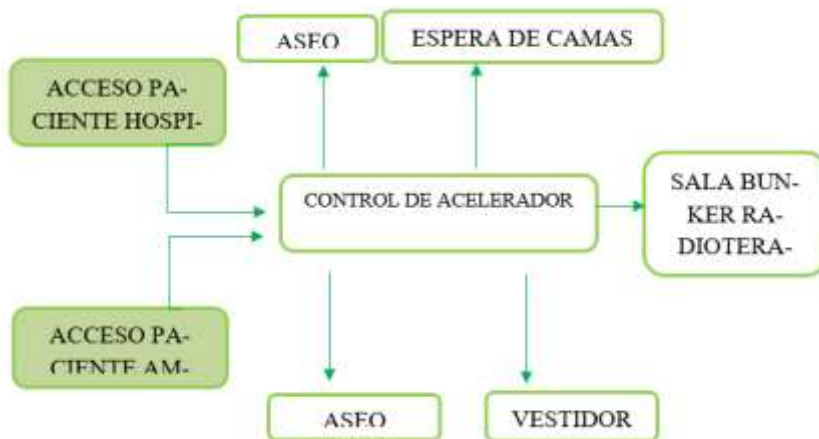 ASEO
ESPERA DE CAMAS
ACCESO PA-
CIENTE HOSPI-
CONTROL DE ACELERADOR
SALA BUN-
KER RA-
DIOTERA-
ACCESO PA-
CIENTE AM-
ASEO
VESTIDOR